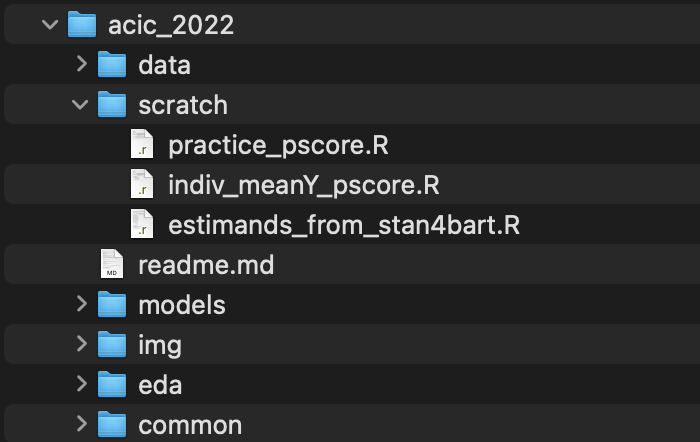 acic_2022
data
scratch
.r practice_pscore.R
.r indiv_meanY_pscore.R
.r estimands_from_stan4bart.R
MD readme.md
models
img
eda
common